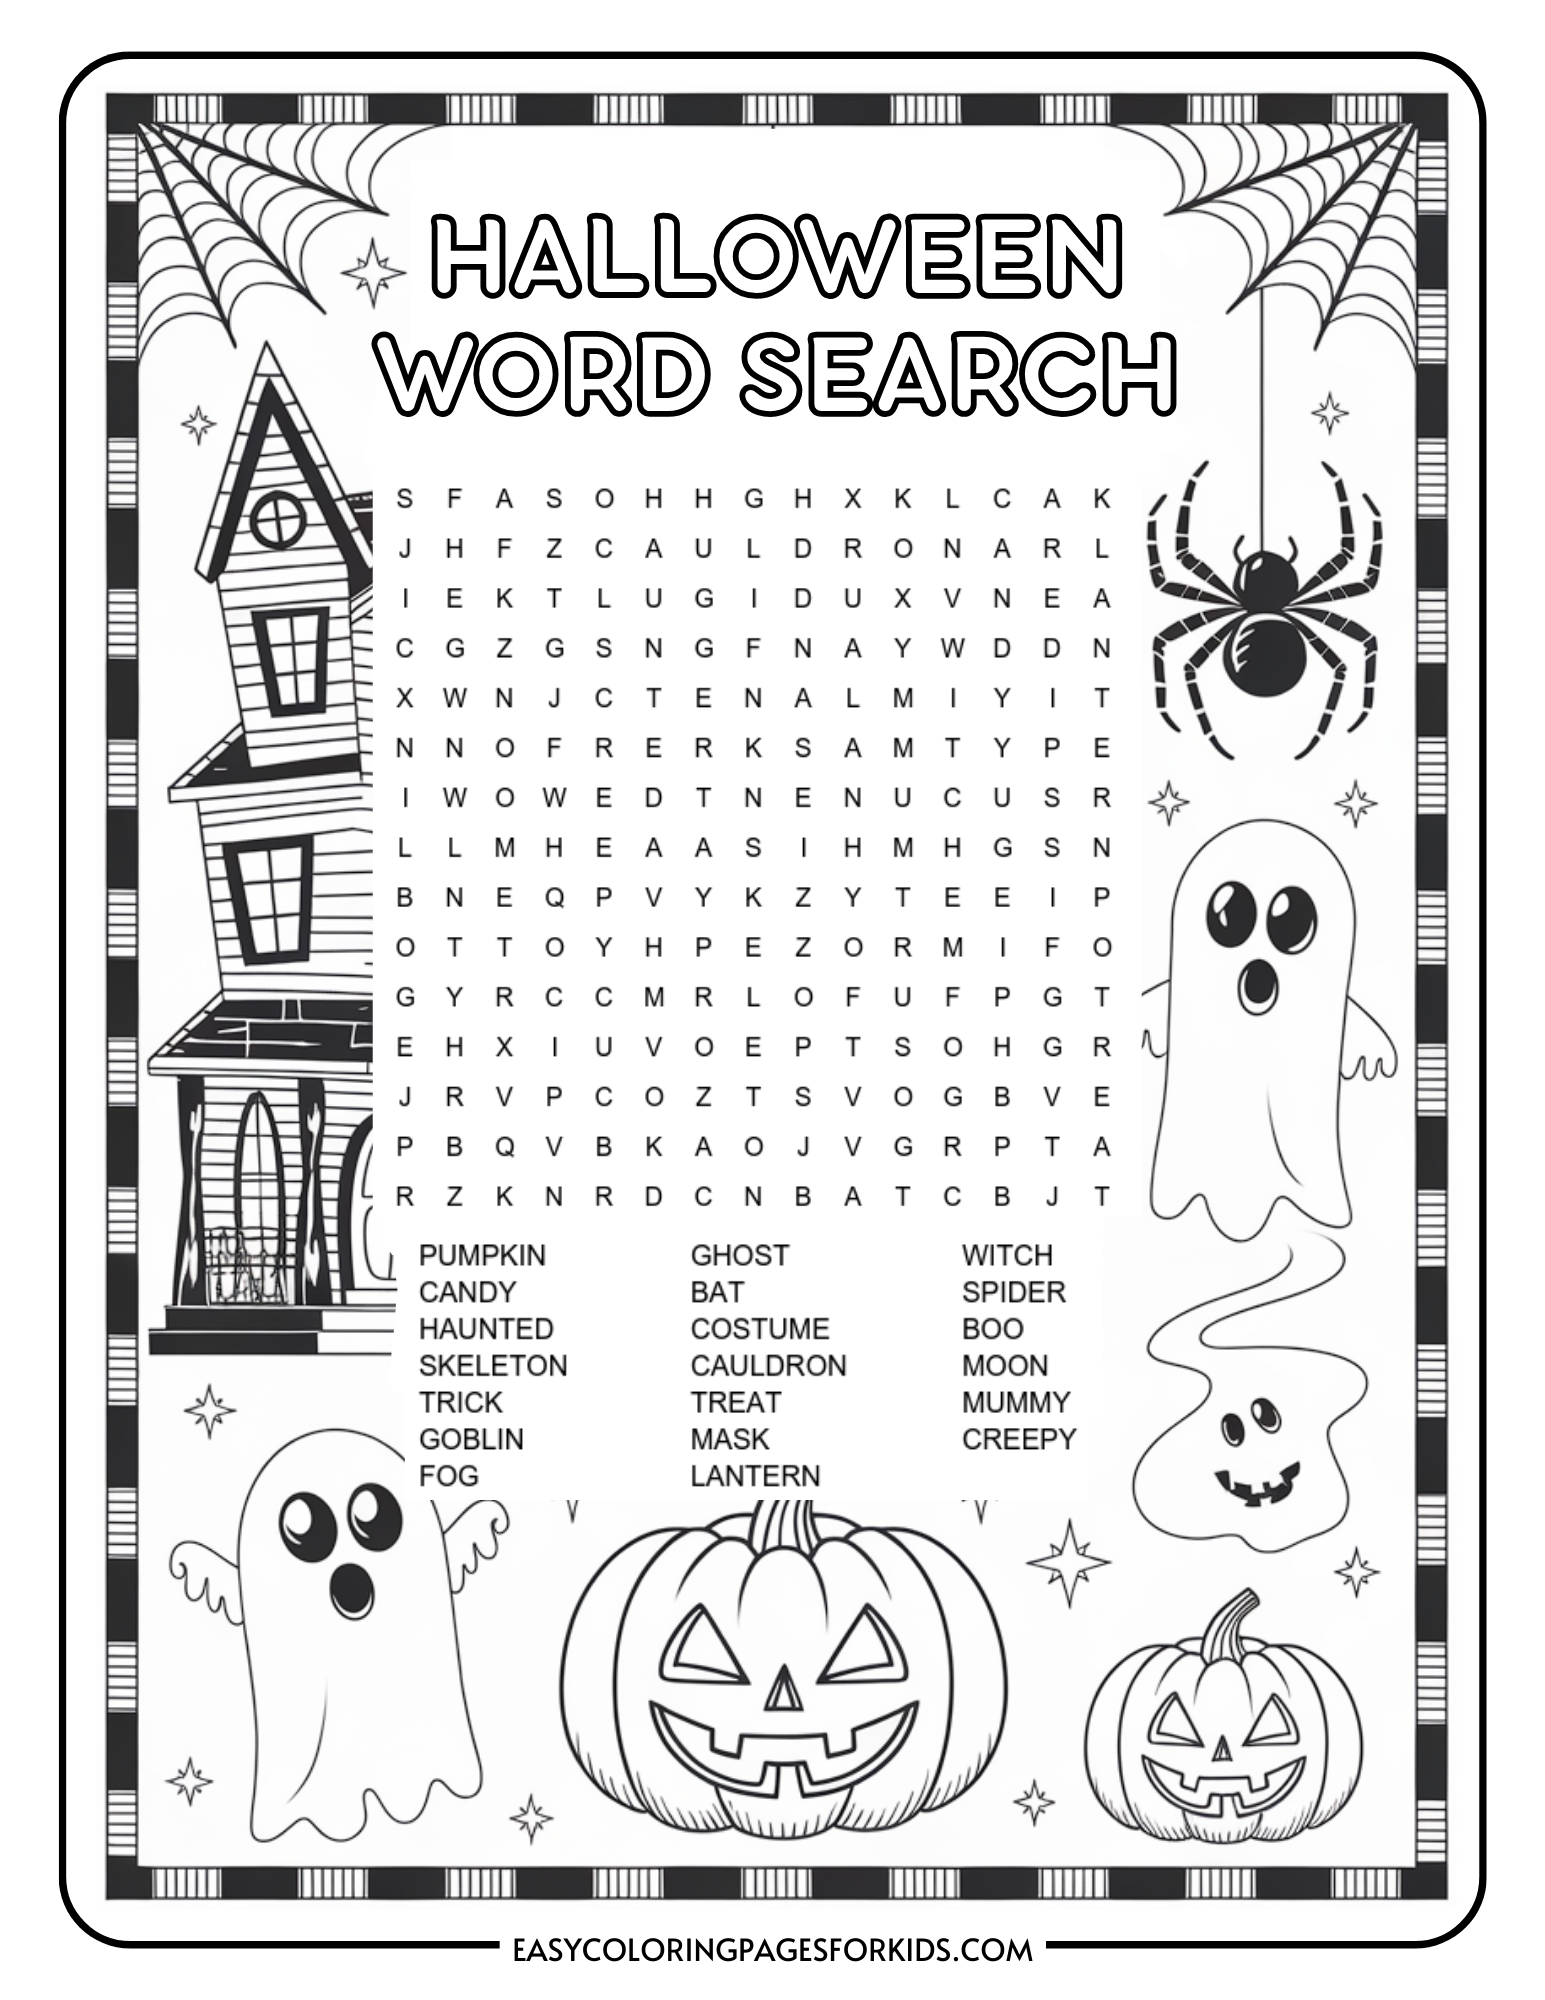 HALLOWEEN
WORD SEARCH
S F A S O H H G H X K L C A K
J H F Z C A U L D R O N A R L
I E K T L U G I D U X V N E A
C G Z G S N G F N A Y W D D N
X W N J C T E N A L M I Y I T
N N O F R E R K S A M T Y P E
I W O W E D T N E N U C U S R
L L M H E A A S I H M H G S N
B N E Q P V Y K Z Y T E E I P
O T T O Y H P E Z O R M I F O
G Y R C C M R L O F U F P G T
E H X I U V O E P T S O H G R
J R V P C O Z T S V O G B V E
P B Q V B K A O J V G R P T A
R Z K N R D C N B A T C B J T
PUMPKIN GHOST WITCH
CANDY BAT SPIDER
HAUNTED COSTUME BOO
SKELETON CAULDRON MOON
TRICK TREAT MUMMY
GOBLIN MASK CREEPY
FOG LANTERN
EASYCOLORINGPAGESFORKIDS.COM